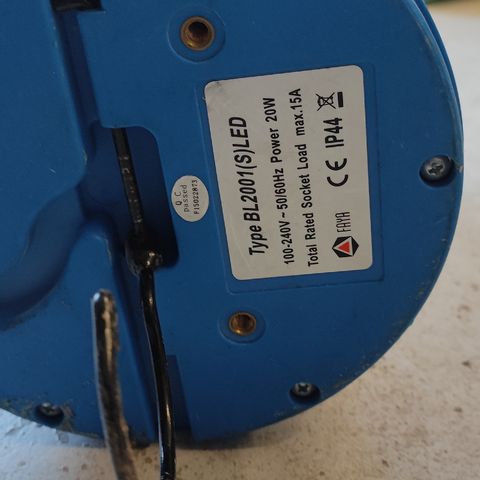 Type BL2001(S)LED
100-240V ~ 50/60Hz Power 20W
Total Rated Socket Load max.15A
CE IP44
FAYA
Q C
passed
F15022873